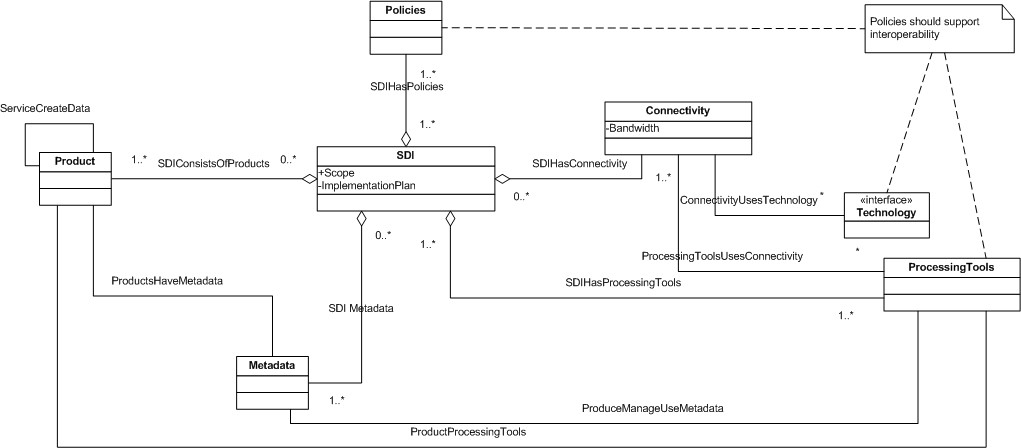 Policies
Policies should support
interoperability
1..*
SDIHasPolicies
ServiceCreateData
Connectivity
-Bandwidth
1..*
Product
1..*
SDIConsistsOfProducts
0..*
SDI
+Scope
-ImplementationPlan
SDIHasConnectivity
0..*
1..*
ConnectivityUsesTechnology
*
«interface»
Technology
0..*
1..*
*
ProcessingToolsUsesConnectivity
ProcessingTools
ProductsHaveMetadata
SDIHasProcessingTools
SDI Metadata
1..*
Metadata
1..*
ProduceManageUseMetadata
ProductProcessingTools